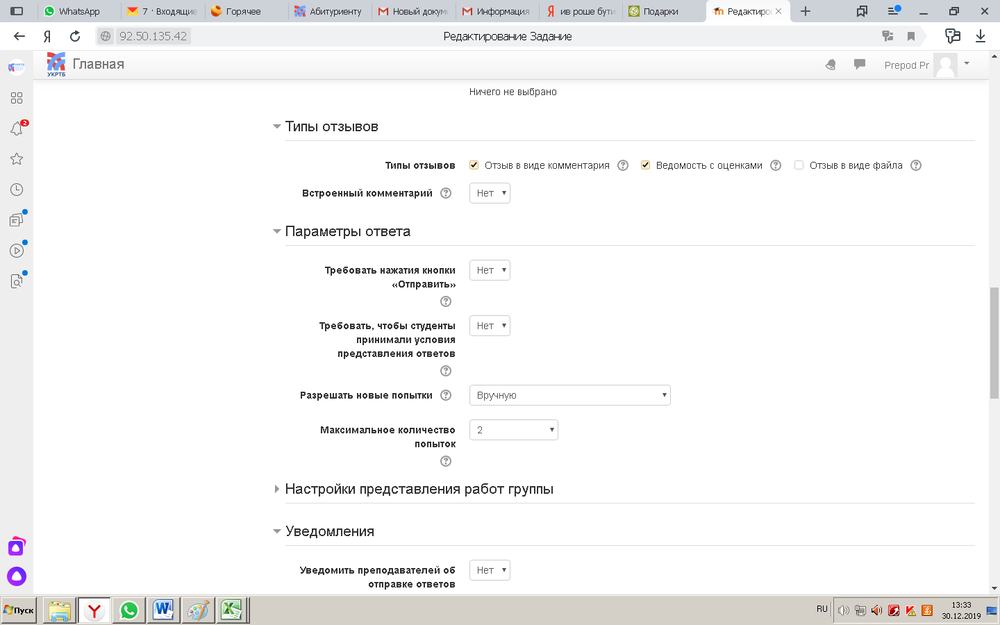 WhatsApp
7 · Входящие
Горячее
Абитуриенту
Новый докум
Информация
ив роше бути
Подарки
Редактиро
Я
92.50.135.42
Редактирование Задание
УКРТБ
Главная
Prepod Pr
2
Ничего не выбрано
Типы отзывов
Типы отзывов
Отзыв в виде комментария
Ведомость с оценками
Отзыв в виде файла
Встроенный комментарий
Нет
Параметры ответа
Требовать нажатия кнопки
«Отправить»
Нет
Требовать, чтобы студенты
принимали условия
представления ответов
Нет
Разрешать новые попытки
Вручную
Максимальное количество
попыток
2
Настройки представления работ группы
Уведомления
Уведомить преподавателей об
отправке ответов
Нет
Пуск
RU
13:33
30.12.2019